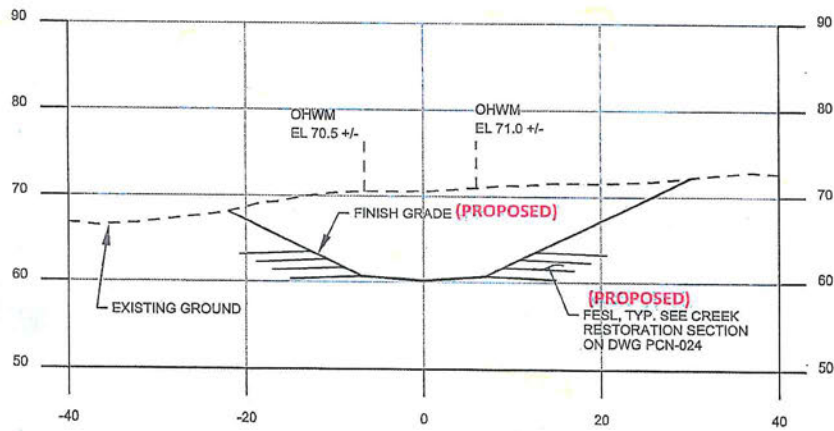 90
90
80
80
OHWM
EL 70.5 +/-
OHWM
EL 71.0 +/-
70
70
FINISH GRADE (PROPOSED)
60
60
EXISTING GROUND
(PROPOSED)
FESL, TYP. SEE CREEK
RESTORATION SECTION
ON DWG PCN-024
50
50
-40
-20
0
20
40